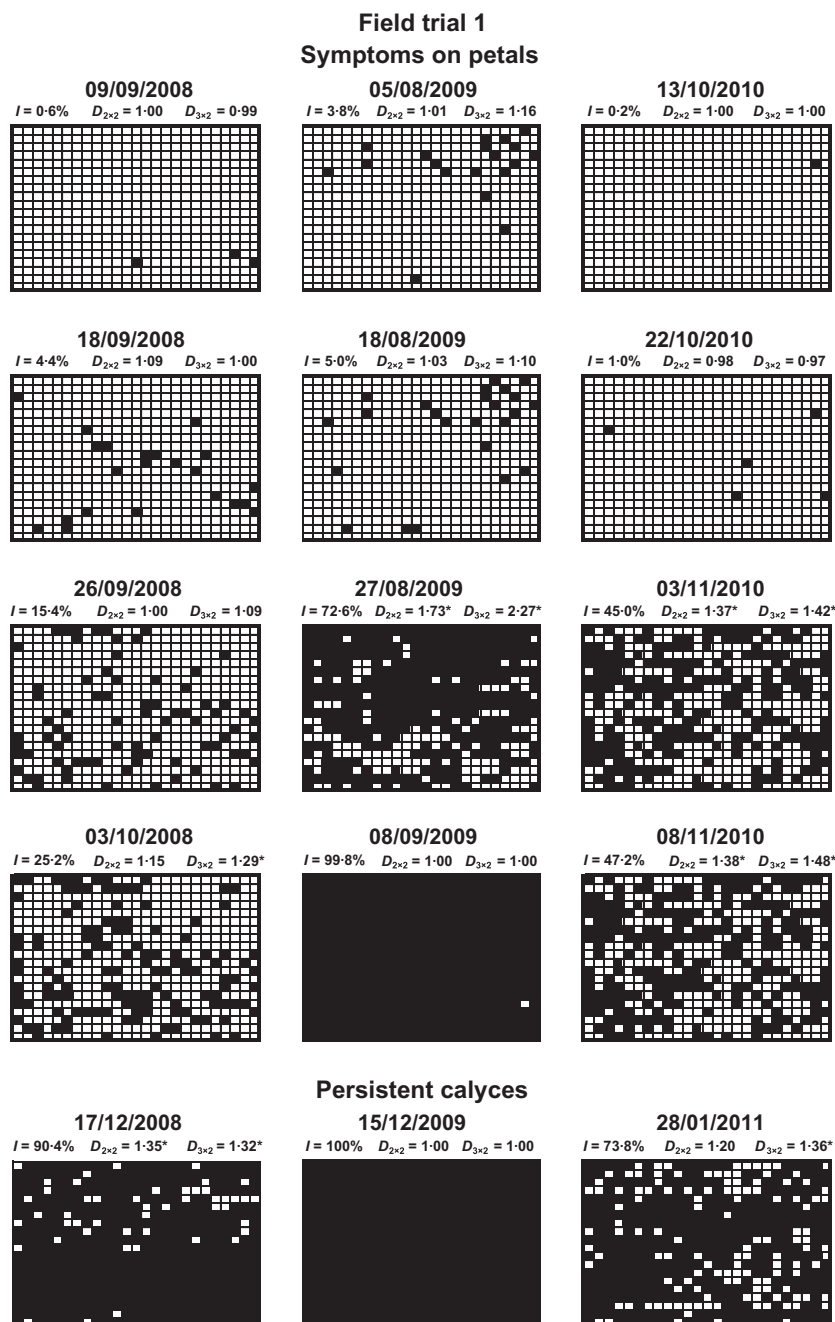 Field trial 1
Symptoms on petals
09/09/2008
I = 0·6% D2×2 = 1·00 D3×2 = 0·99
05/08/2009
I = 3·8% D2×2 = 1·01 D3×2 = 1·16
13/10/2010
I = 0·2% D2×2 = 1·00 D3×2 = 1·00
18/09/2008
I = 4·4% D2×2 = 1·09 D3×2 = 1·00
18/08/2009
I = 5·0% D2×2 = 1·03 D3×2 = 1·10
22/10/2010
I = 1·0% D2×2 = 0·98 D3×2 = 0·97
26/09/2008
I = 15·4% D2×2 = 1·00 D3×2 = 1·09
27/08/2009
I = 72·6% D2×2 = 1·73* D3×2 = 2·27*
03/11/2010
I = 45·0% D2×2 = 1·37* D3×2 = 1·42*
03/10/2008
I = 25·2% D2×2 = 1·15 D3×2 = 1·29*
08/09/2009
I = 99·8% D2×2 = 1·00 D3×2 = 1·00
08/11/2010
I = 47·2% D2×2 = 1·38* D3×2 = 1·48*
Persistent calyces
17/12/2008
I = 90·4% D2×2 = 1·35* D3×2 = 1·32*
15/12/2009
I = 100% D2×2 = 1·00 D3×2 = 1·00
28/01/2011
I = 73·8% D2×2 = 1·20 D3×2 = 1·36*